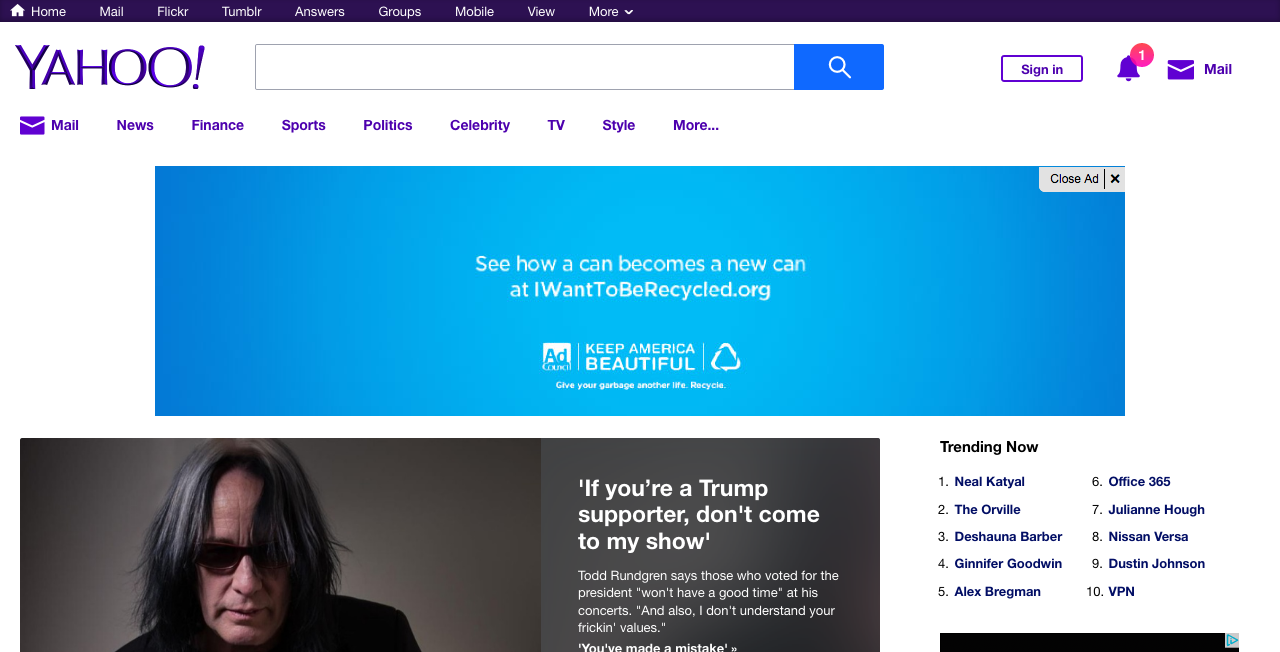 Home Mail Flickr Tumblr Answers Groups Mobile View More
YAHOO!
Sign in
1
Mail
Mail News Finance Sports Politics Celebrity TV Style More...
Close Ad
See how a can becomes a new can
at IWantToBeRecycled.org
Ad Council
KEEP AMERICA
BEAUTIFUL
Give your garbage another life. Recycle.
'If you’re a Trump
supporter, don't come
to my show'
Todd Rundgren says those who voted for the
president "won't have a good time" at his
concerts. "And also, I don't understand your
frickin' values."
'You've made a mistake' »
Trending Now
1. Neal Katyal
2. The Orville
3. Deshauna Barber
4. Ginnifer Goodwin
5. Alex Bregman
6. Office 365
7. Julianne Hough
8. Nissan Versa
9. Dustin Johnson
10. VPN